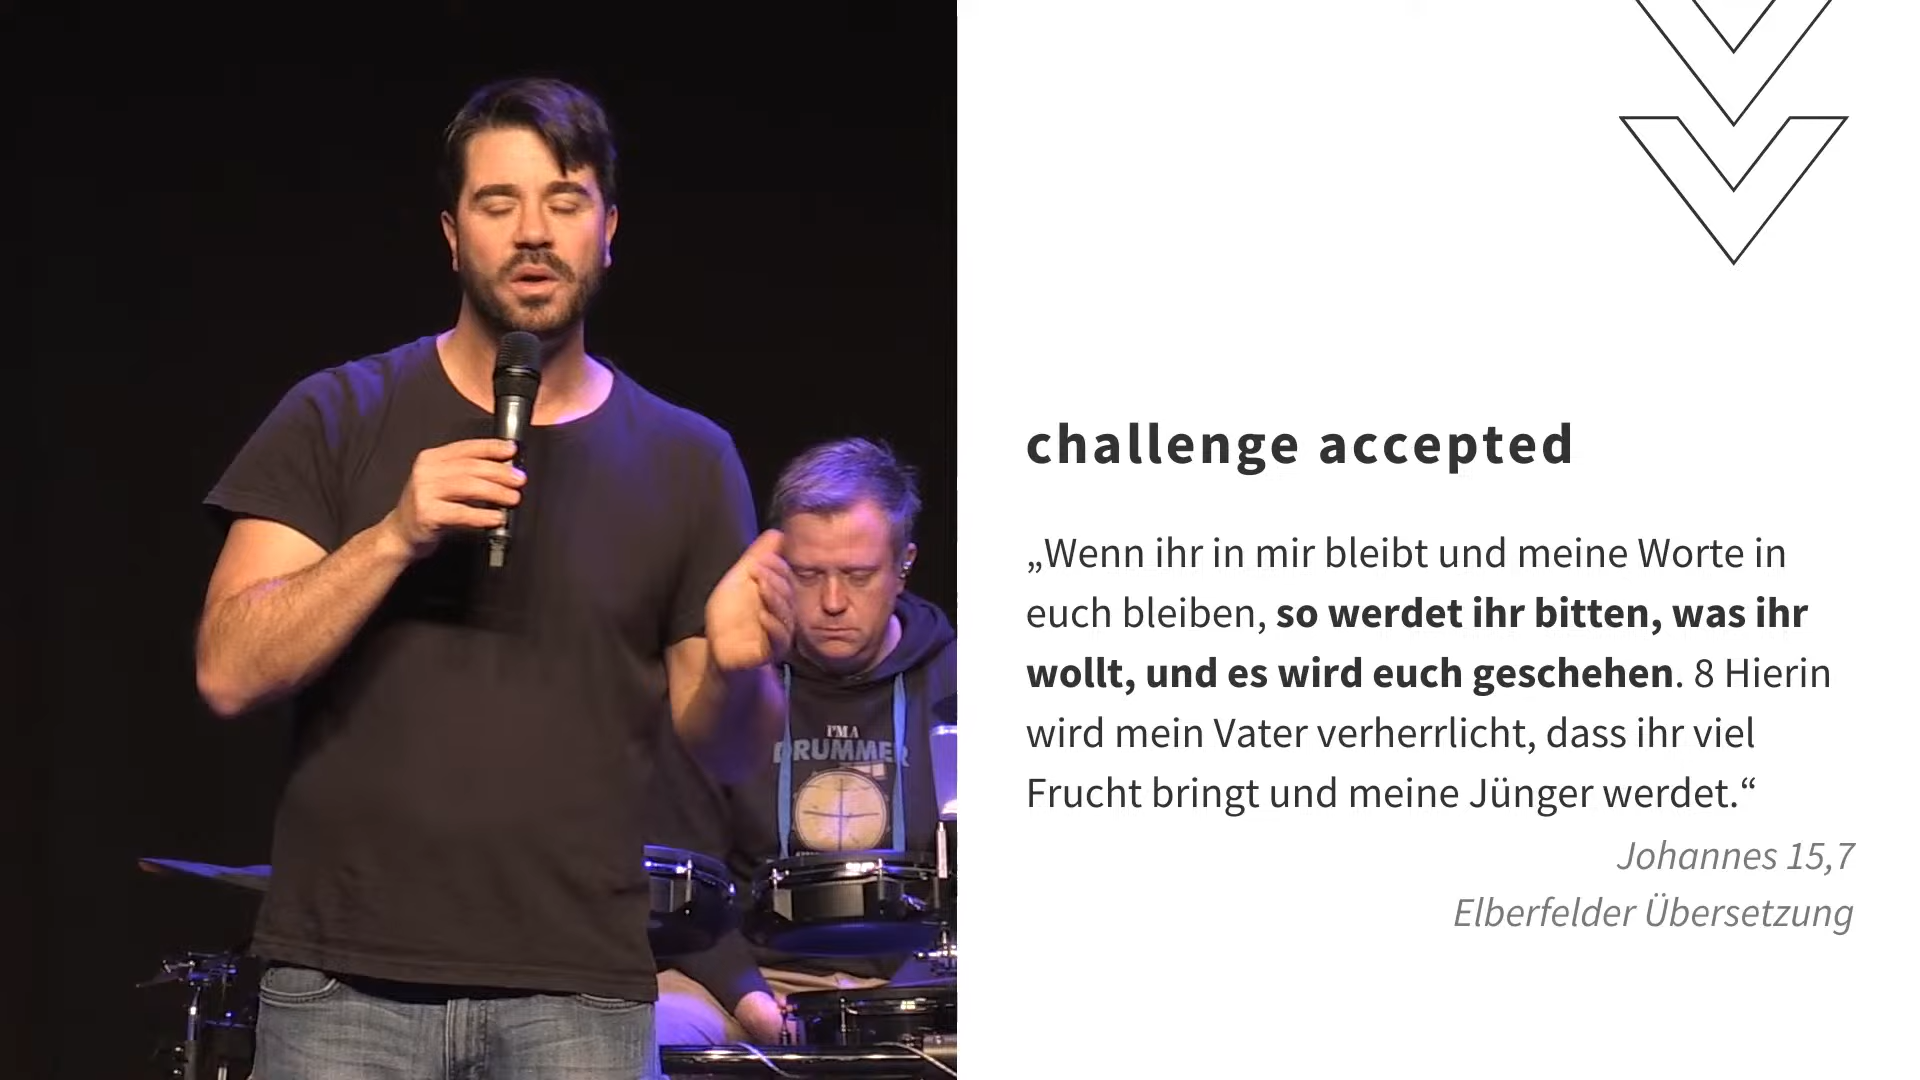 challenge accepted
„Wenn ihr in mir bleibt und meine Worte in
euch bleiben, so werdet ihr bitten, was ihr
wollt, und es wird euch geschehen. 8 Hierin
wird mein Vater verherrlicht, dass ihr viel
Frucht bringt und meine Jünger werdet.“
Johannes 15,7
Elberfelder Übersetzung
I'M A
DRUMMER